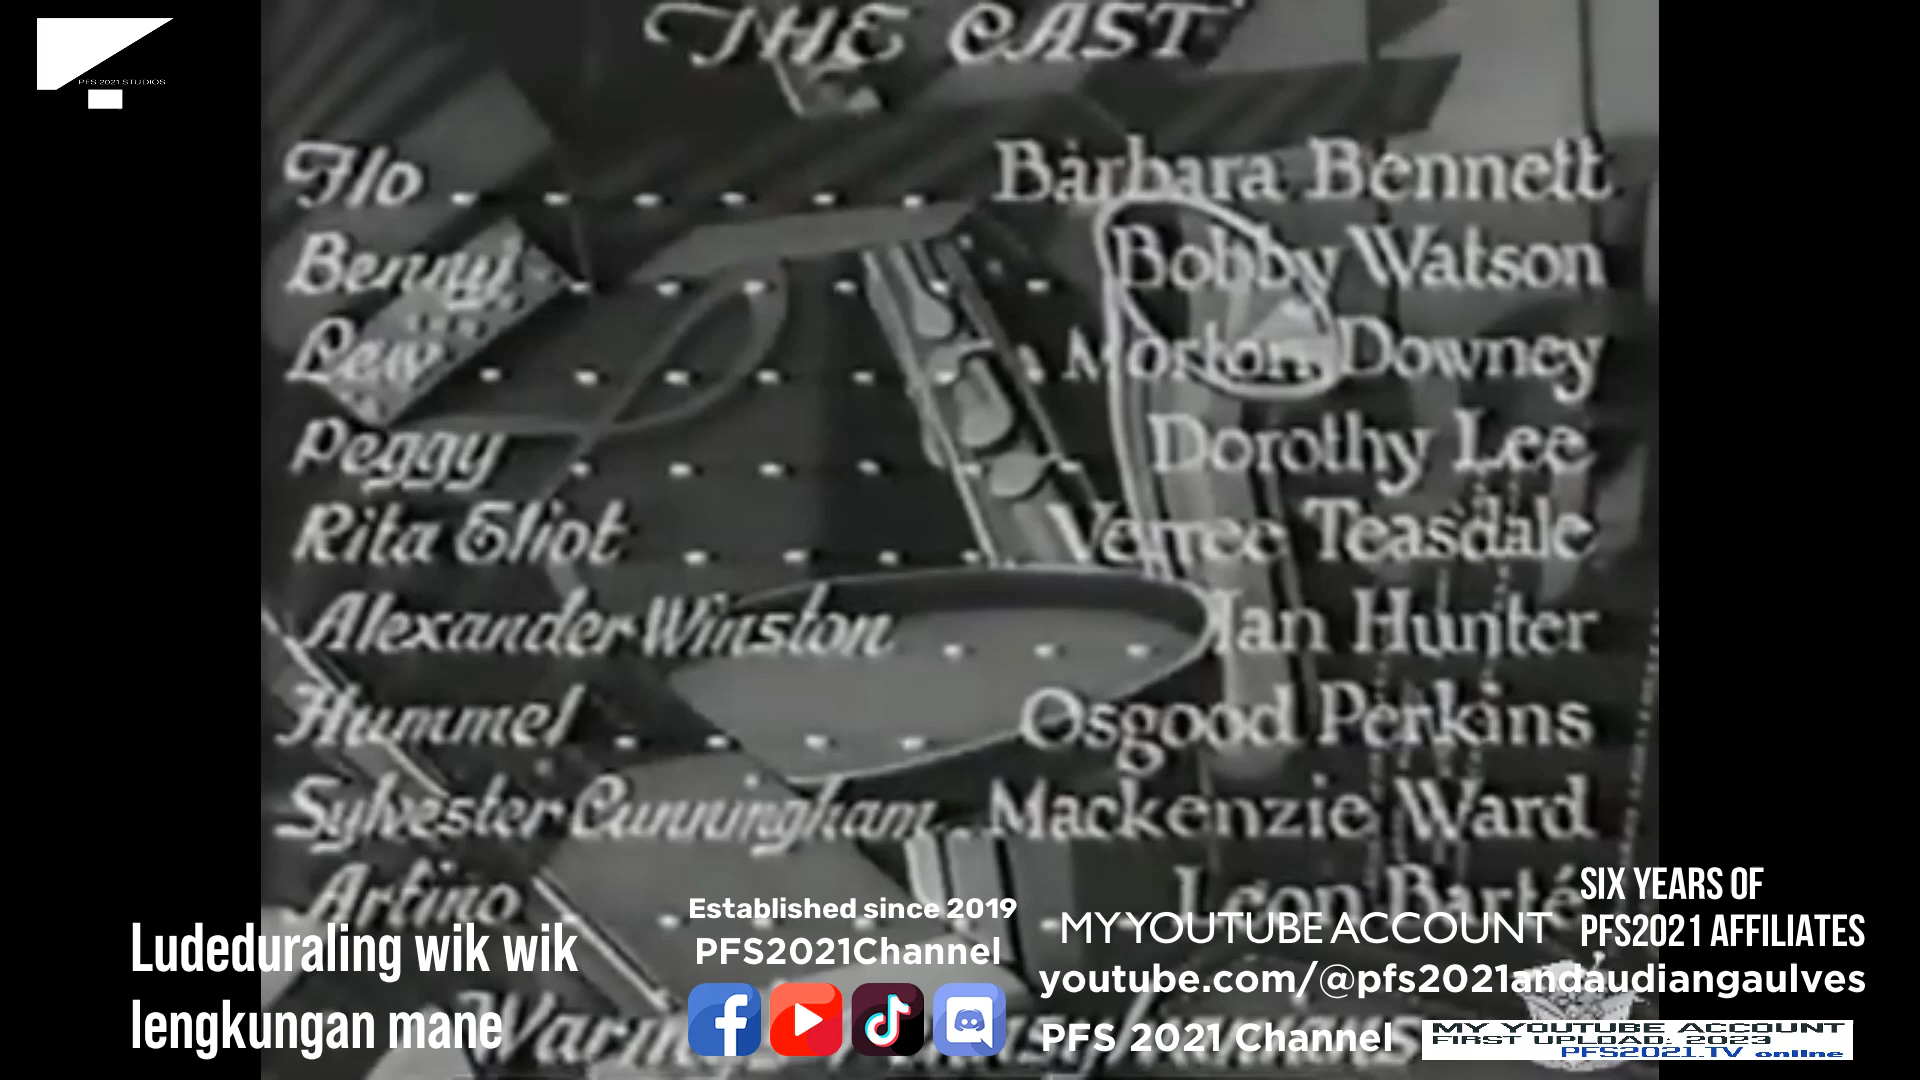 PFS 2021 STUDIOS
THE CAST
Flo . . . . . . Barbara Bennett
Benny . . . . . . Bobby Watson
Lew . . . . . . . Morton Downey
Peggy . . . . . . Dorothy Lee
Rita Eliot . . . . Verree Teasdale
Alexander Winston . . . Ian Hunter
Hummel . . . . Osgood Perkins
Sylvester Cunningham . . Mackenzie Ward
Artino . . . . . Leon Barté
Ludeduraling wik wik
lengkungan mane
Established since 2019
PFS2021Channel
MY YOUTUBE ACCOUNT
SIX YEARS OF
PFS2021 AFFILIATES
youtube.com/@pfs2021andaudiangaulves
PFS 2021 Channel
MY YOUTUBE ACCOUNT
FIRST UPLOAD: 2023
PFS2021.TV online